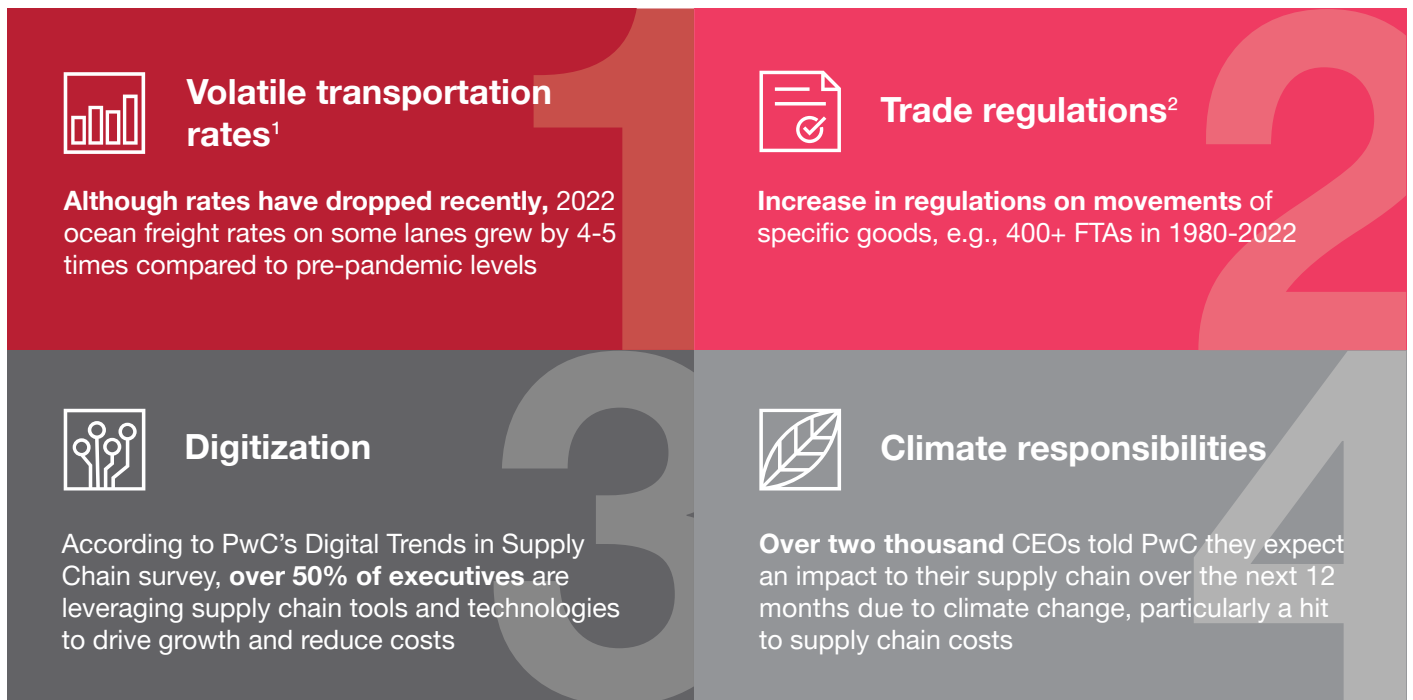 1
Volatile transportation
rates¹
Although rates have dropped recently, 2022
ocean freight rates on some lanes grew by 4-5
times compared to pre-pandemic levels
2
Trade regulations²
Increase in regulations on movements of
specific goods, e.g., 400+ FTAs in 1980-2022
3
Digitization
According to PwC’s Digital Trends in Supply
Chain survey, over 50% of executives are
leveraging supply chain tools and technologies
to drive growth and reduce costs
4
Climate responsibilities
Over two thousand CEOs told PwC they expect
an impact to their supply chain over the next 12
months due to climate change, particularly a hit
to supply chain costs